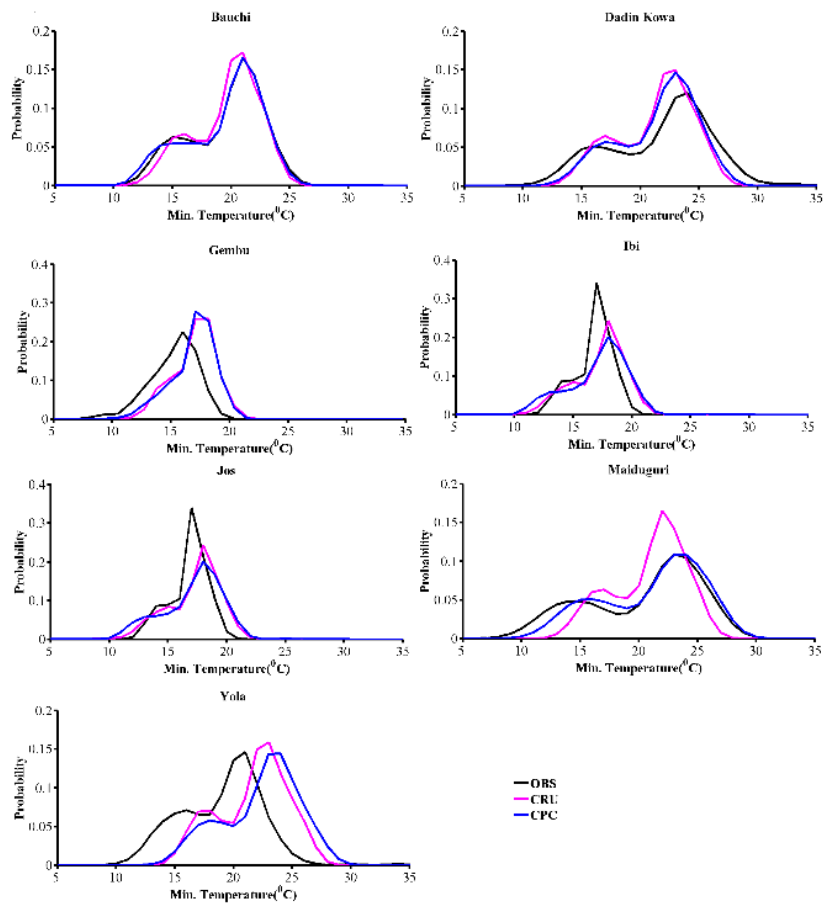 Bauchi
0.2
0.15
0.1
0.05
0
Probability
5 10 15 20 25 30 35
Min. Temperature(⁰C)
Dadin Kowa
0.2
0.15
0.1
0.05
0
Probability
5 10 15 20 25 30 35
Min. Temperature(⁰C)
Gembu
0.4
0.3
0.2
0.1
0
Probability
5 10 15 20 25 30 35
Min. Temperature(⁰C)
Ibi
0.4
0.3
0.2
0.1
0
Probability
5 10 15 20 25 30 35
Min. Temperature(⁰C)
Jos
0.4
0.3
0.2
0.1
0
Probability
5 10 15 20 25 30 35
Min. Temperature(⁰C)
Maiduguri
0.2
0.15
0.1
0.05
0
Probability
5 10 15 20 25 30 35
Min. Temperature(⁰C)
Yola
0.2
0.15
0.1
0.05
0
Probability
5 10 15 20 25 30 35
Min. Temperature(⁰C)
OBS
CRU
CPC